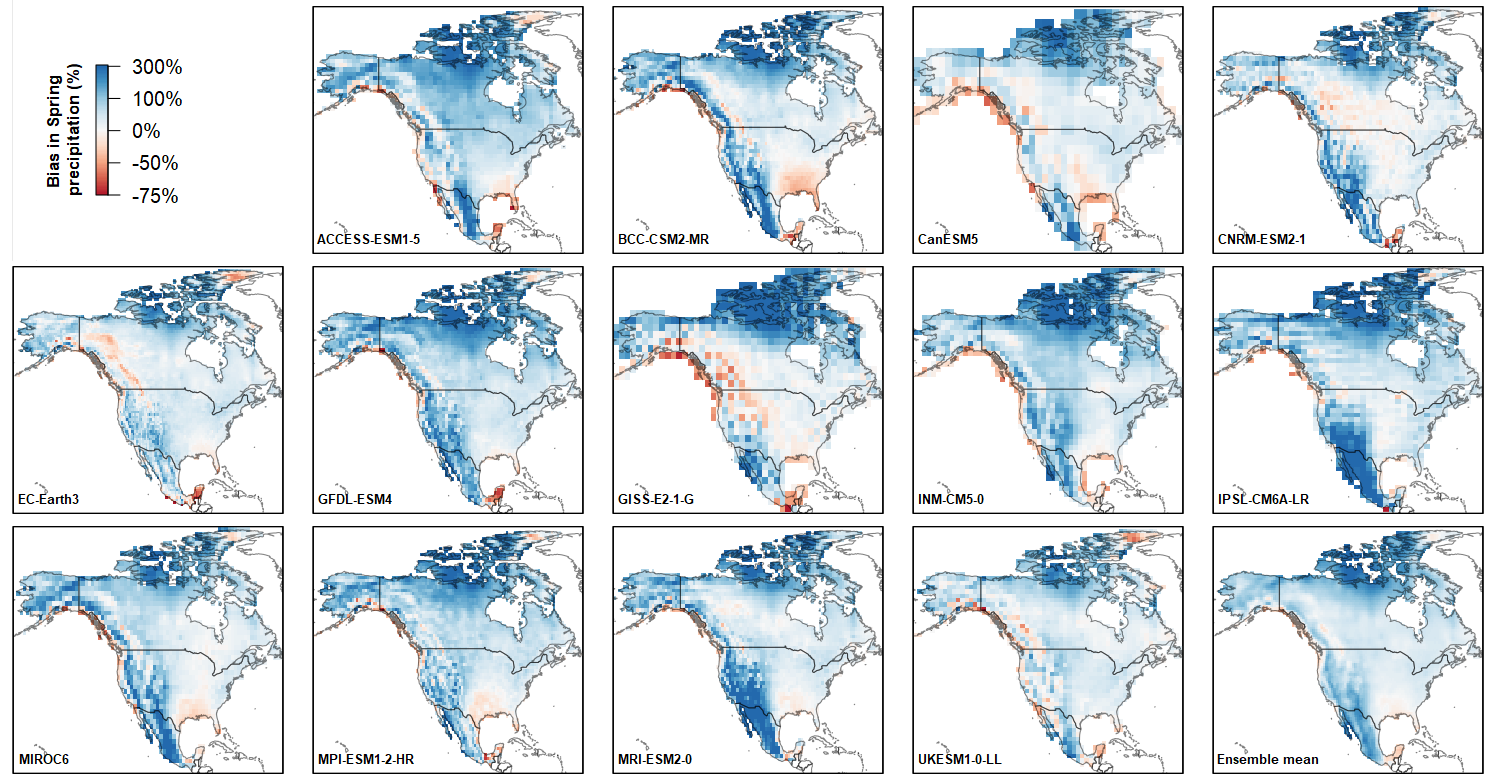 Bias in Spring
precipitation (%)
300%
100%
0%
-50%
-75%
ACCESS-ESM1-5
BCC-CSM2-MR
CanESM5
CNRM-ESM2-1
EC-Earth3
GFDL-ESM4
GISS-E2-1-G
INM-CM5-0
IPSL-CM6A-LR
MIROC6
MPI-ESM1-2-HR
MRI-ESM2-0
UKESM1-0-LL
Ensemble mean